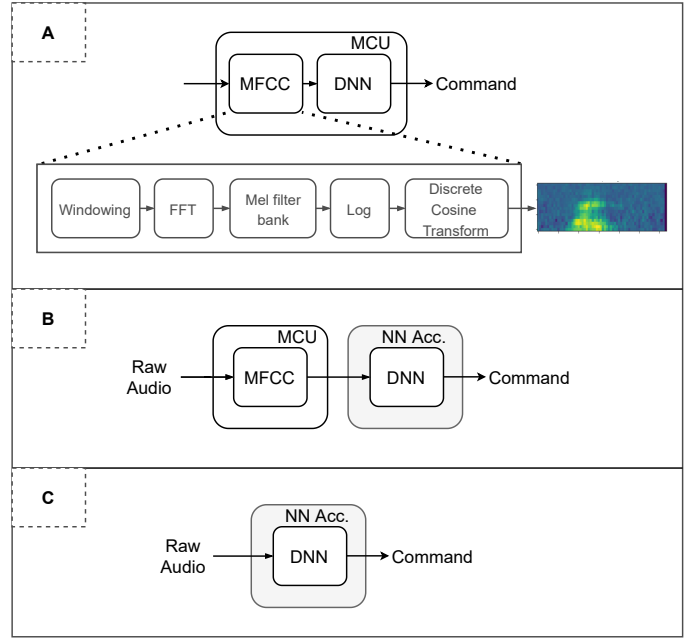 A
MCU
MFCC
DNN
Command
Windowing
FFT
Mel filter
bank
Log
Discrete
Cosine
Transform
B
MCU
NN Acc.
Raw
Audio
MFCC
DNN
Command
C
NN Acc.
Raw
Audio
DNN
Command